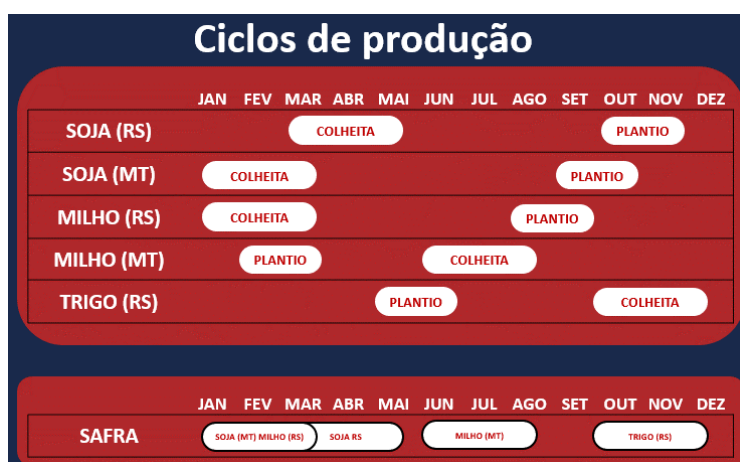 Ciclos de produção
JAN FEV MAR ABR MAI JUN JUL AGO SET OUT NOV DEZ
SOJA (RS) COLHEITA PLANTIO
SOJA (MT) COLHEITA PLANTIO
MILHO (RS) COLHEITA PLANTIO
MILHO (MT) PLANTIO COLHEITA
TRIGO (RS) PLANTIO COLHEITA
JAN FEV MAR ABR MAI JUN JUL AGO SET OUT NOV DEZ
SAFRA SOJA (MT) MILHO (RS) SOJA RS MILHO (MT) TRIGO (RS)